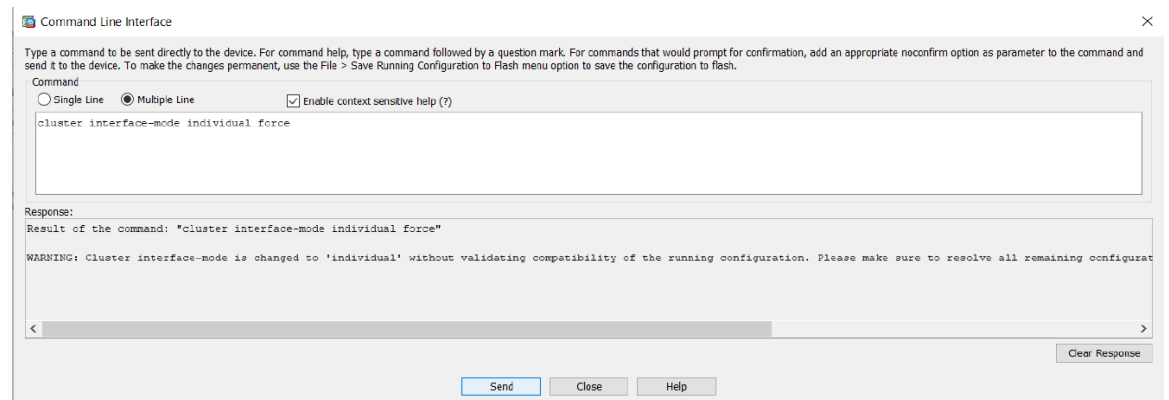 Command Line Interface
Type a command to be sent directly to the device. For command help, type a command followed by a question mark. For commands that would prompt for confirmation, add an appropriate noconfirm option as parameter to the command and
send it to the device. To make the changes permanent, use the File > Save Running Configuration to Flash menu option to save the configuration to flash.
Command
Single Line Multiple Line Enable context sensitive help (?)
cluster interface-mode individual force
Response:
Result of the command: "cluster interface-mode individual force"
WARNING: Cluster interface-mode is changed to 'individual' without validating compatibility of the running configuration. Please make sure to resolve all remaining configurat
Clear Response
Send Close Help